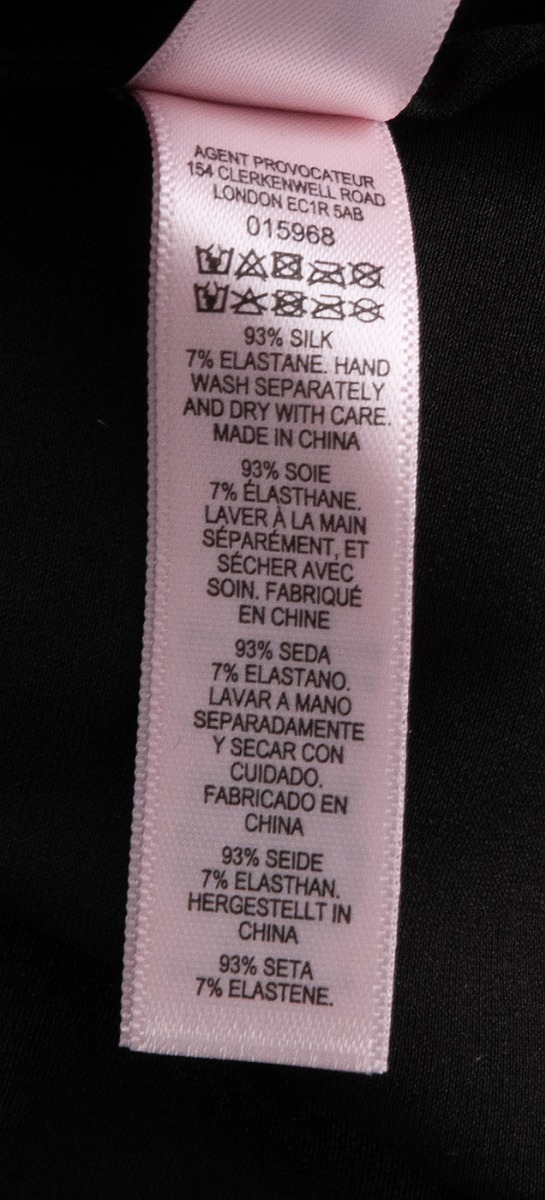 AGENT PROVOCATEUR
154 CLERKENWELL ROAD
LONDON EC1R 5AB
015968
93% SILK
7% ELASTANE. HAND
WASH SEPARATELY
AND DRY WITH CARE.
MADE IN CHINA
93% SOIE
7% ÉLASTHANE.
LAVER À LA MAIN
SÉPARÉMENT, ET
SÉCHER AVEC
SOIN. FABRIQUÉ
EN CHINE
93% SEDA
7% ELASTANO.
LAVAR A MANO
SEPARADAMENTE
Y SECAR CON
CUIDADO.
FABRICADO EN
CHINA
93% SEIDE
7% ELASTHAN.
HERGESTELLT IN
CHINA
93% SETA
7% ELASTENE.